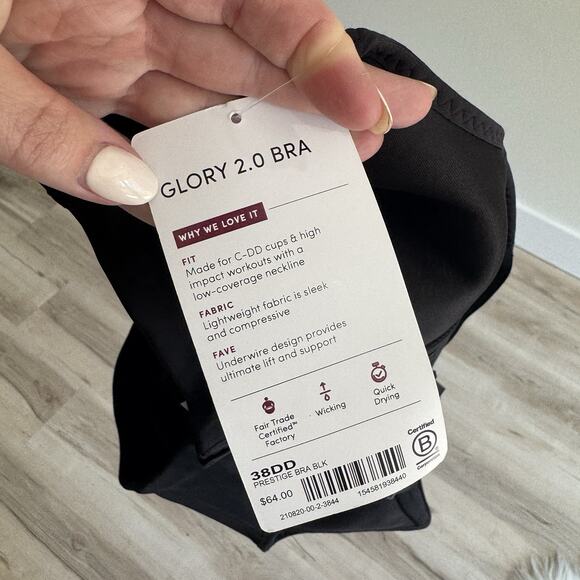 GLORY 2.0 BRA
WHY WE LOVE IT
FIT
Made for C-DD cups & high
impact workouts with a
low-coverage neckline
FABRIC
Lightweight fabric is sleek
and compressive
FAVE
Underwire design provides
ultimate lift and support
Fair Trade
Certified™
Factory
Wicking
Quick
Drying
38DD
PRESTIGE BRA BLK
$64.00
210820-00-2-3844
154581938440
Certified
B
Corporation